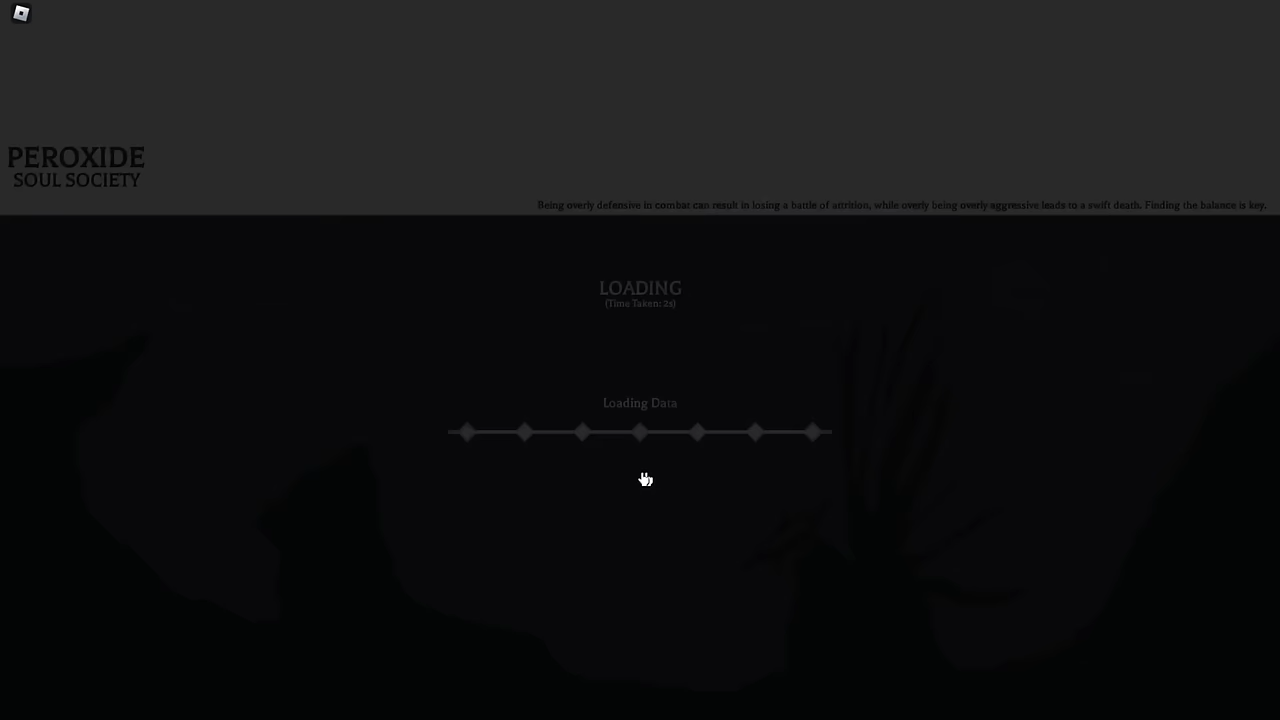 PEROXIDE
SOUL SOCIETY
Being overly defensive in combat can result in losing a battle of attrition, while overly being overly aggressive leads to a swift death. Finding the balance is key.
LOADING
(Time Taken: 2s)
Loading Data